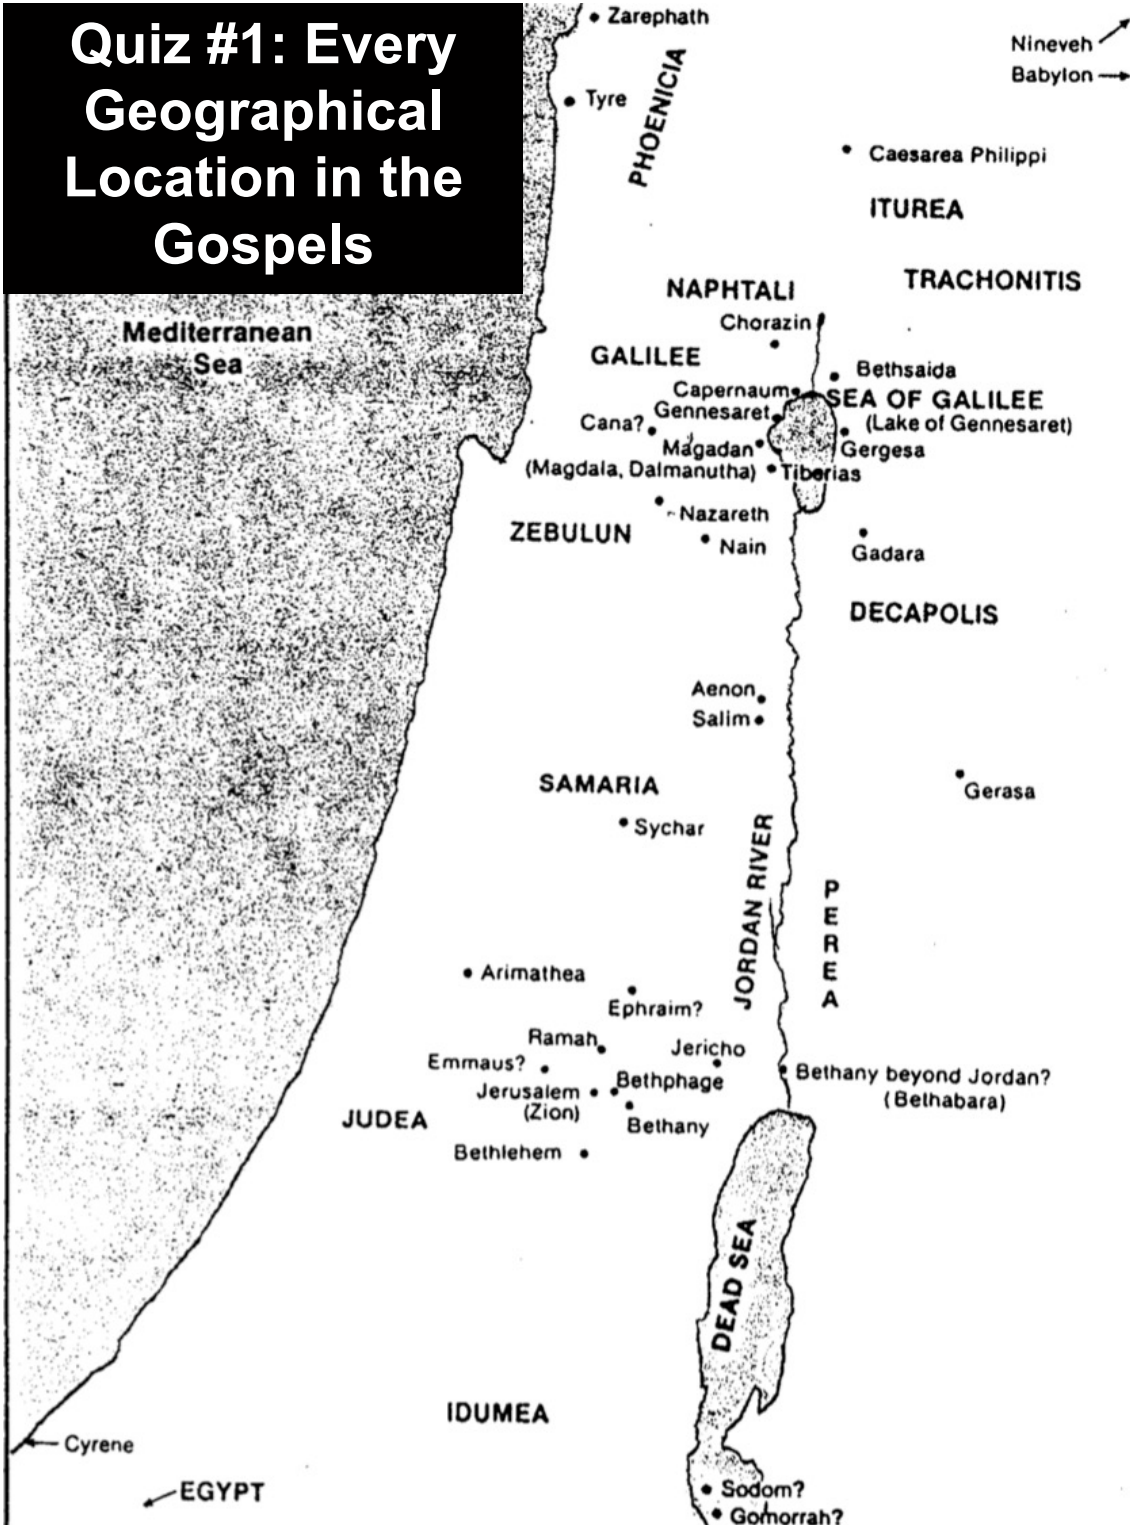 Quiz #1: Every
Geographical
Location in the
Gospels
Zarephath
Nineveh
Babylon
Tyre
PHOENICIA
Caesarea Philippi
ITUREA
TRACHONITIS
NAPHTALI
Chorazin
Mediterranean
Sea
GALILEE
Bethsaida
Capernaum
SEA OF GALILEE
(Lake of Gennesaret)
Gennesaret
Cana?
Gergesa
Magadan
(Magdala, Dalmanutha)
Tiberias
Nazareth
ZEBULUN
Nain
Gadara
DECAPOLIS
Aenon
Salim
SAMARIA
Gerasa
Sychar
JORDAN RIVER
PEREA
Arimathea
Ephraim?
Ramah
Jericho
Emmaus?
Bethany beyond Jordan?
(Bethabara)
Bethphage
Jerusalem
(Zion)
JUDEA
Bethany
Bethlehem
DEAD SEA
IDUMEA
Cyrene
EGYPT
Sodom?
Gomorrah?